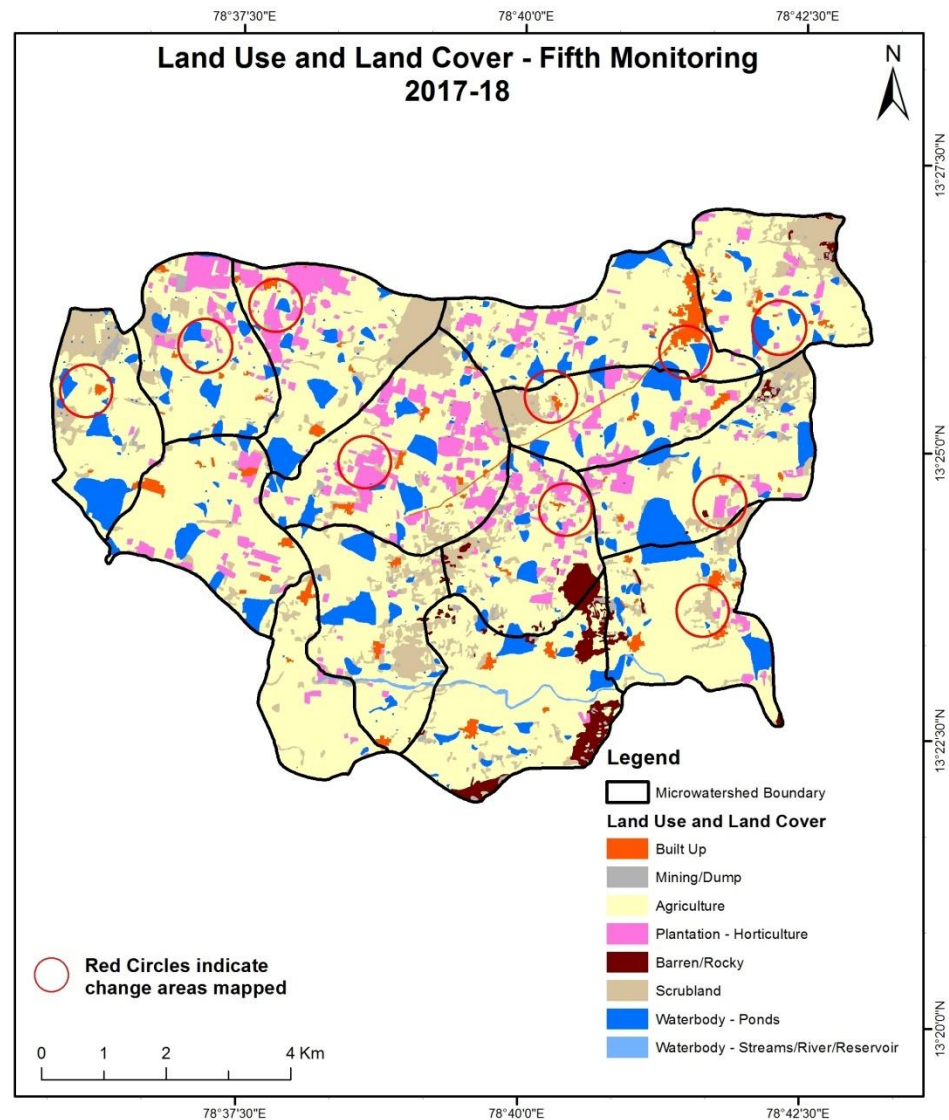 78°37'30"E 78°40'0"E 78°42'30"E
Land Use and Land Cover - Fifth Monitoring
2017-18
N
13°27'30"N
13°25'0"N
13°22'30"N
13°20'0"N
Legend
Microwatershed Boundary
Land Use and Land Cover
Built Up
Mining/Dump
Agriculture
Plantation - Horticulture
Barren/Rocky
Scrubland
Waterbody - Ponds
Waterbody - Streams/River/Reservoir
Red Circles indicate
change areas mapped
0 1 2 4 Km
78°37'30"E 78°40'0"E 78°42'30"E